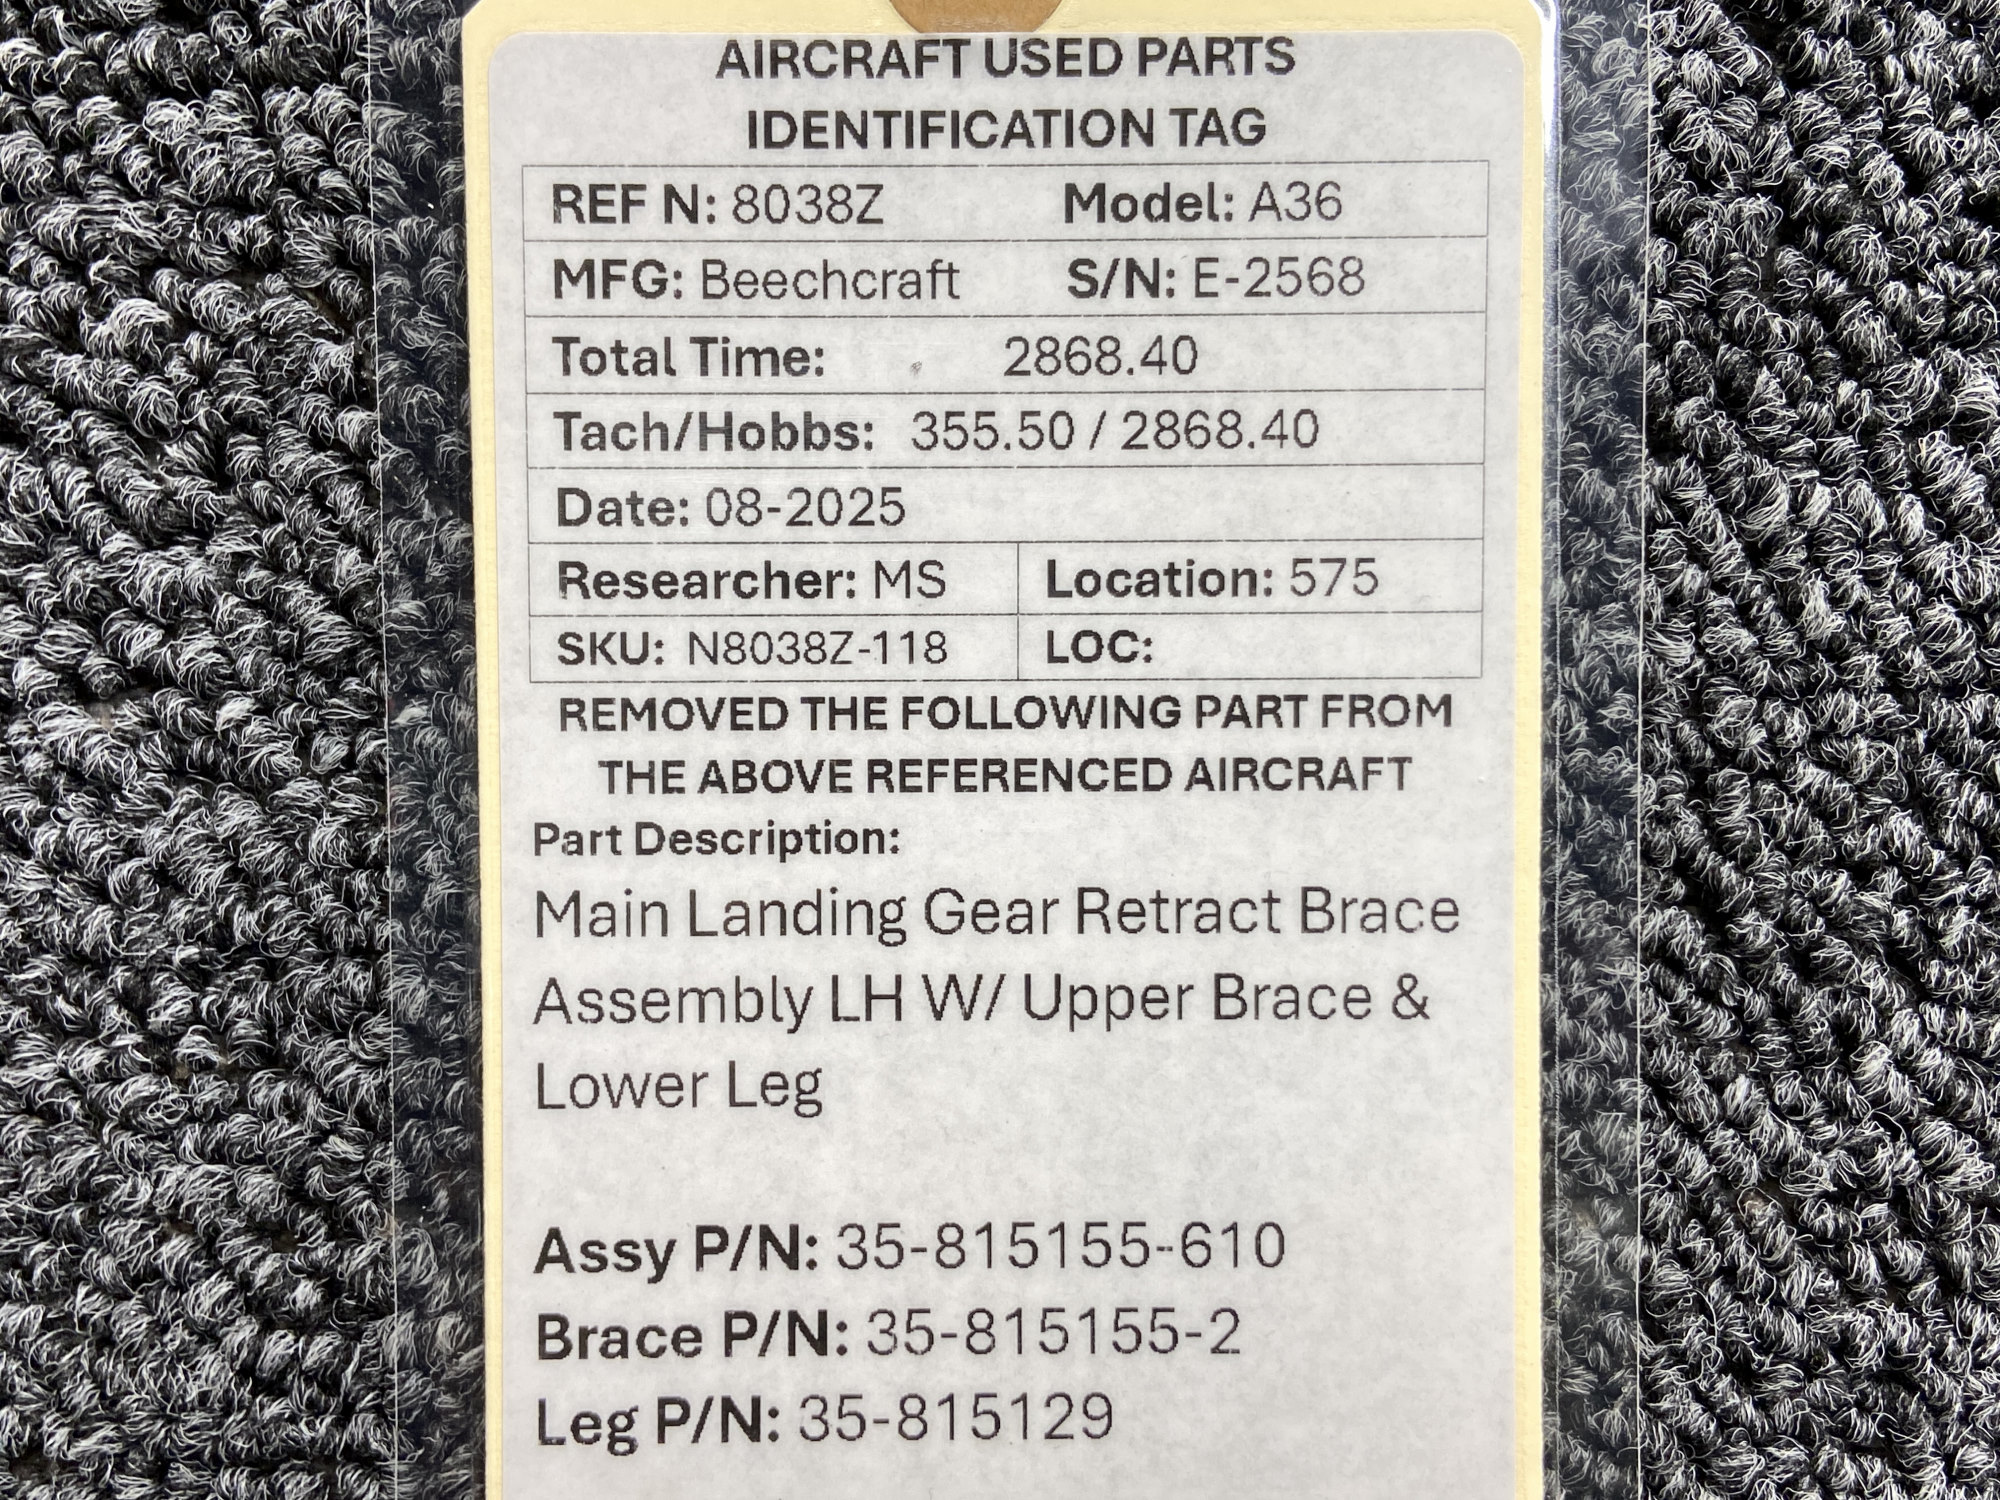 AIRCRAFT USED PARTS
IDENTIFICATION TAG
REF N: 8038Z Model: A36
MFG: Beechcraft S/N: E-2568
Total Time: 2868.40
Tach/Hobbs: 355.50 / 2868.40
Date: 08-2025
Researcher: MS Location: 575
SKU: N8038Z-118 LOC:
REMOVED THE FOLLOWING PART FROM
THE ABOVE REFERENCED AIRCRAFT
Part Description:
Main Landing Gear Retract Brace
Assembly LH W/ Upper Brace &
Lower Leg
Assy P/N: 35-815155-610
Brace P/N: 35-815155-2
Leg P/N: 35-815129